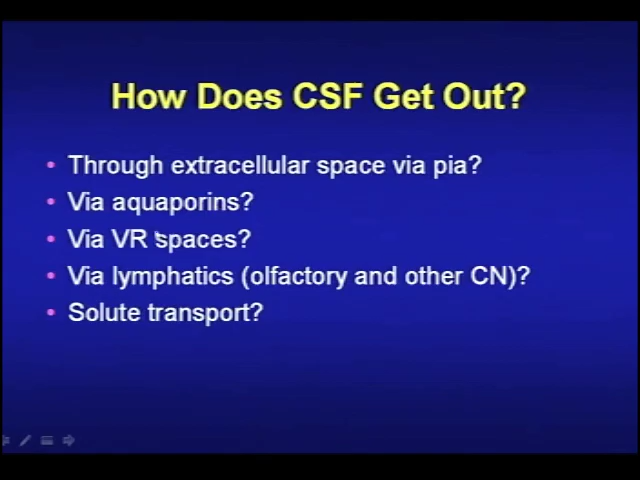 How Does CSF Get Out?
• Through extracellular space via pia?
• Via aquaporins?
• Via VR spaces?
• Via lymphatics (olfactory and other CN)?
• Solute transport?